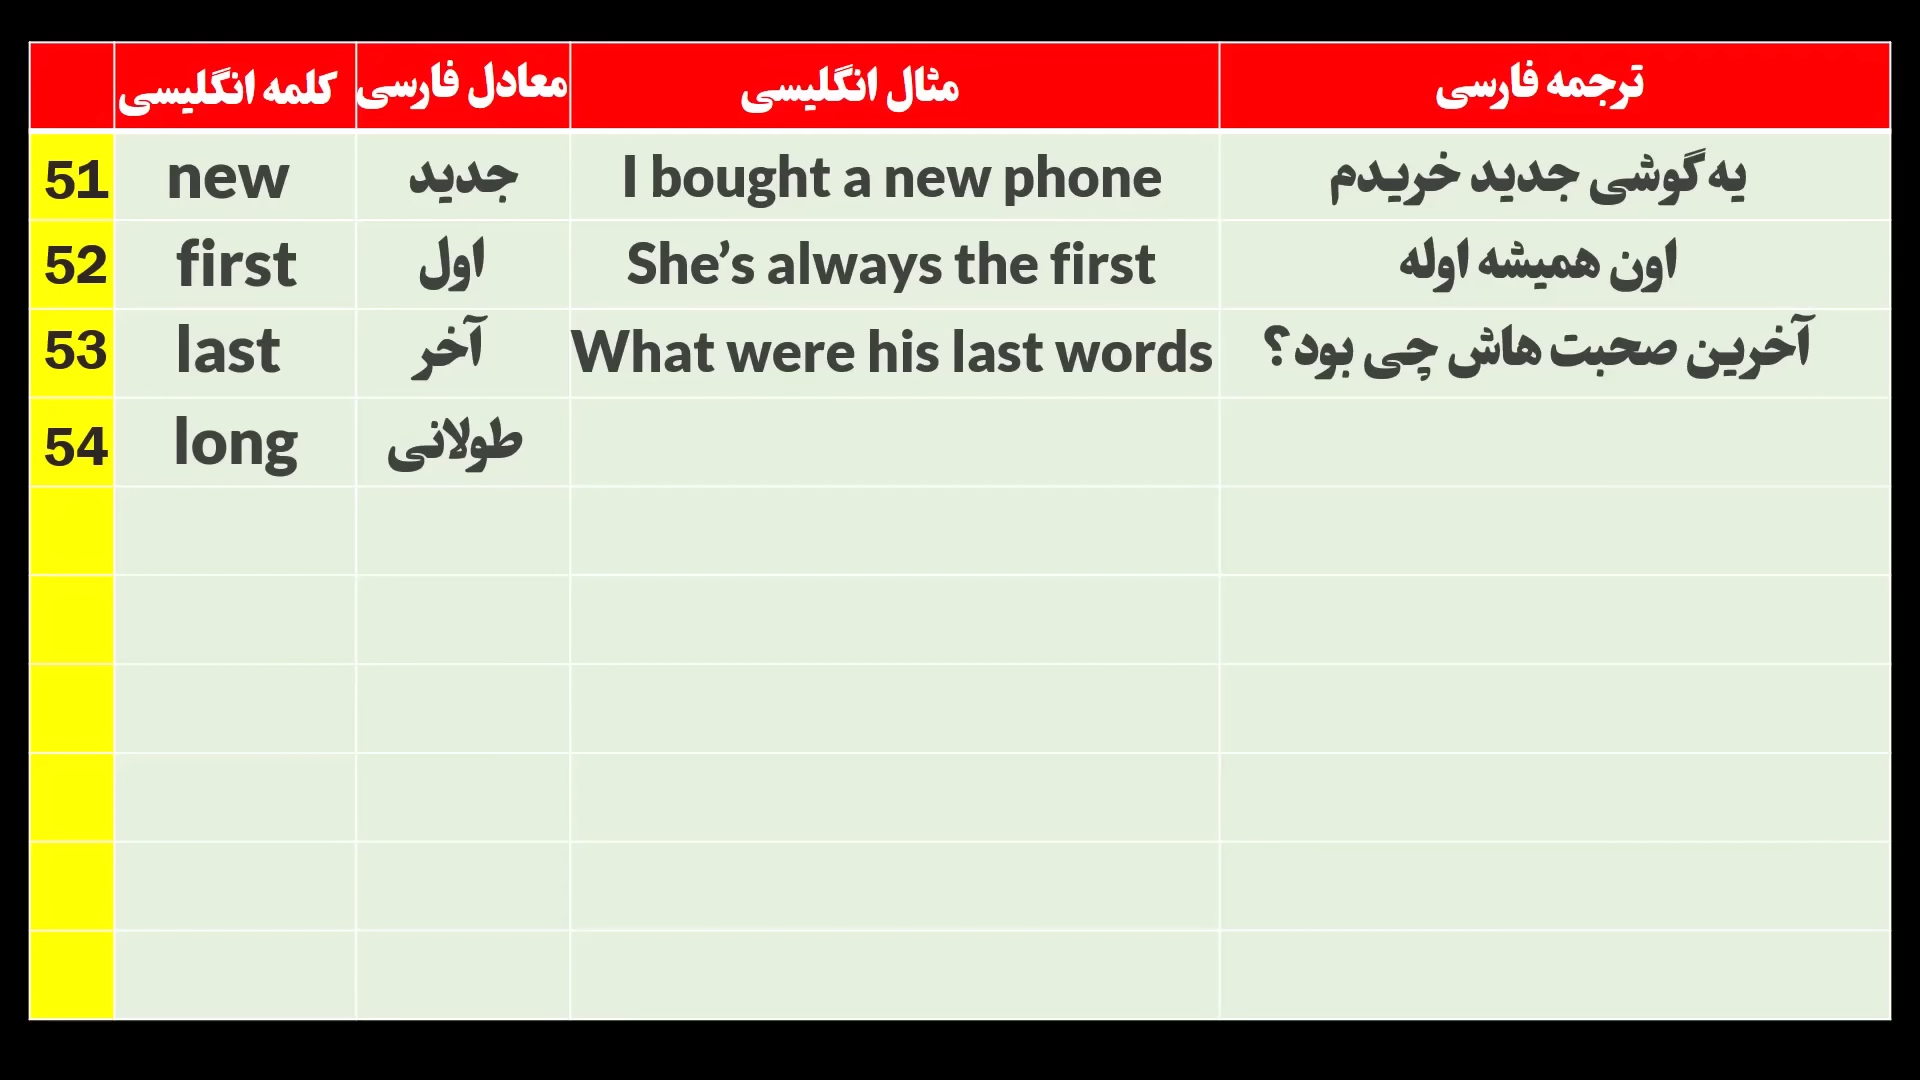 کلمه انگلیسی معادل فارسی مثال انگلیسی ترجمه فارسی
51 new جدید I bought a new phone یه گوشی جدید خریدم
52 first اول She’s always the first اون همیشه اوله
53 last آخر What were his last words آخرین صحبت هاش چی بود ؟
54 long طولانی